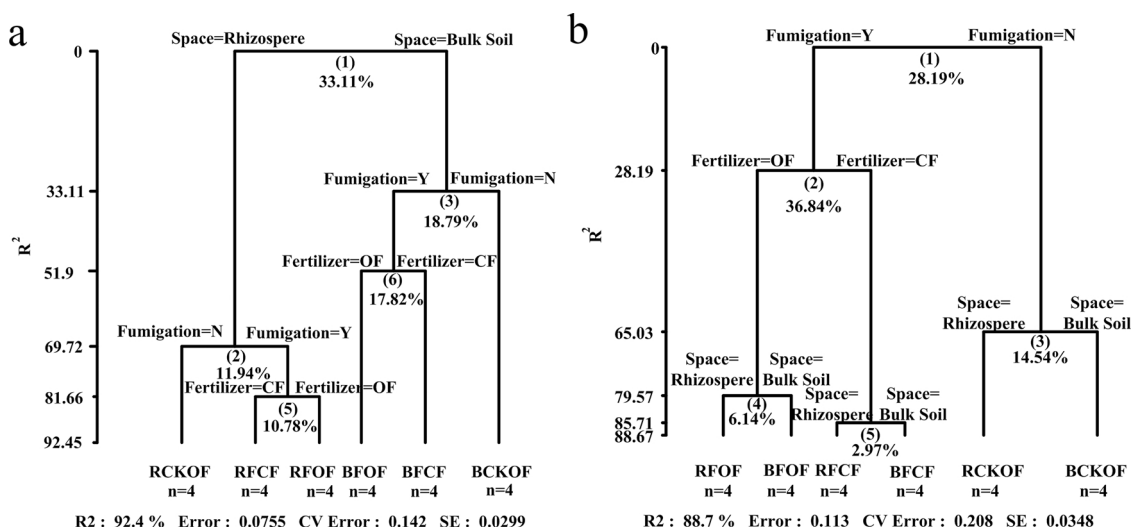 a
Space=Rhizospere Space=Bulk Soil
0
(1)
33.11%
Fumigation=Y Fumigation=N
33.11
(3)
18.79%
R2
Fertilizer=OF Fertilizer=CF
51.9
(6)
17.82%
Fumigation=N Fumigation=Y
69.72
(2)
11.94%
Fertilizer=CF Fertilizer=OF
81.66
(5)
10.78%
92.45
RCKOF RFCF RFOF BFOF BFCF BCKOF
n=4 n=4 n=4 n=4 n=4 n=4
R2 : 92.4 % Error : 0.0755 CV Error : 0.142 SE : 0.0299
b
Fumigation=Y Fumigation=N
0
(1)
28.19%
Fertilizer=OF Fertilizer=CF
28.19
(2)
36.84%
R2
Space= Space=
Rhizospere Bulk Soil
65.03
(3)
14.54%
Space= Space=
Rhizospere Bulk Soil
79.57
(4)
6.14%
Space= Space=
Rhizospere Bulk Soil
85.71
(5)
2.97%
88.67
RFOF BFOF RFCF BFCF RCKOF BCKOF
n=4 n=4 n=4 n=4 n=4 n=4
R2 : 88.7 % Error : 0.113 CV Error : 0.208 SE : 0.0348